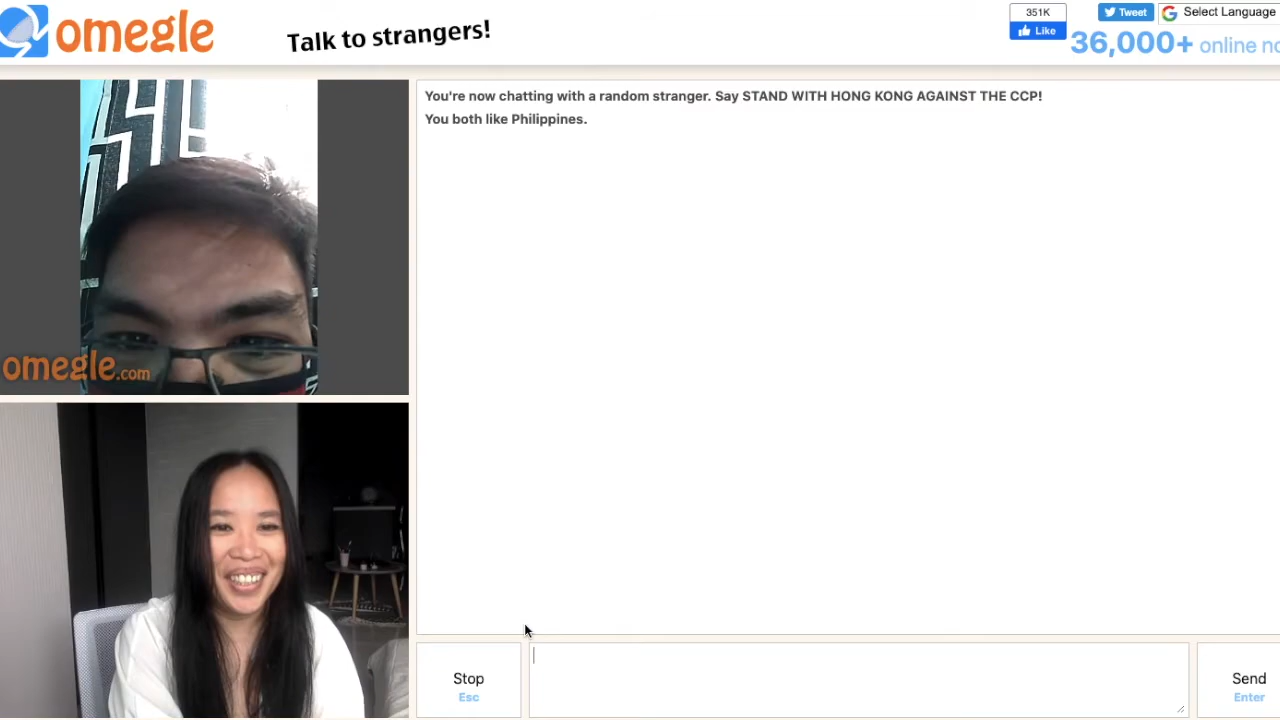 omegle
Talk to strangers!
351K
Like
Tweet
Select Language
36,000+ online no
You're now chatting with a random stranger. Say STAND WITH HONG KONG AGAINST THE CCP!
You both like Philippines.
omegle.com
Stop
Esc
Send
Enter